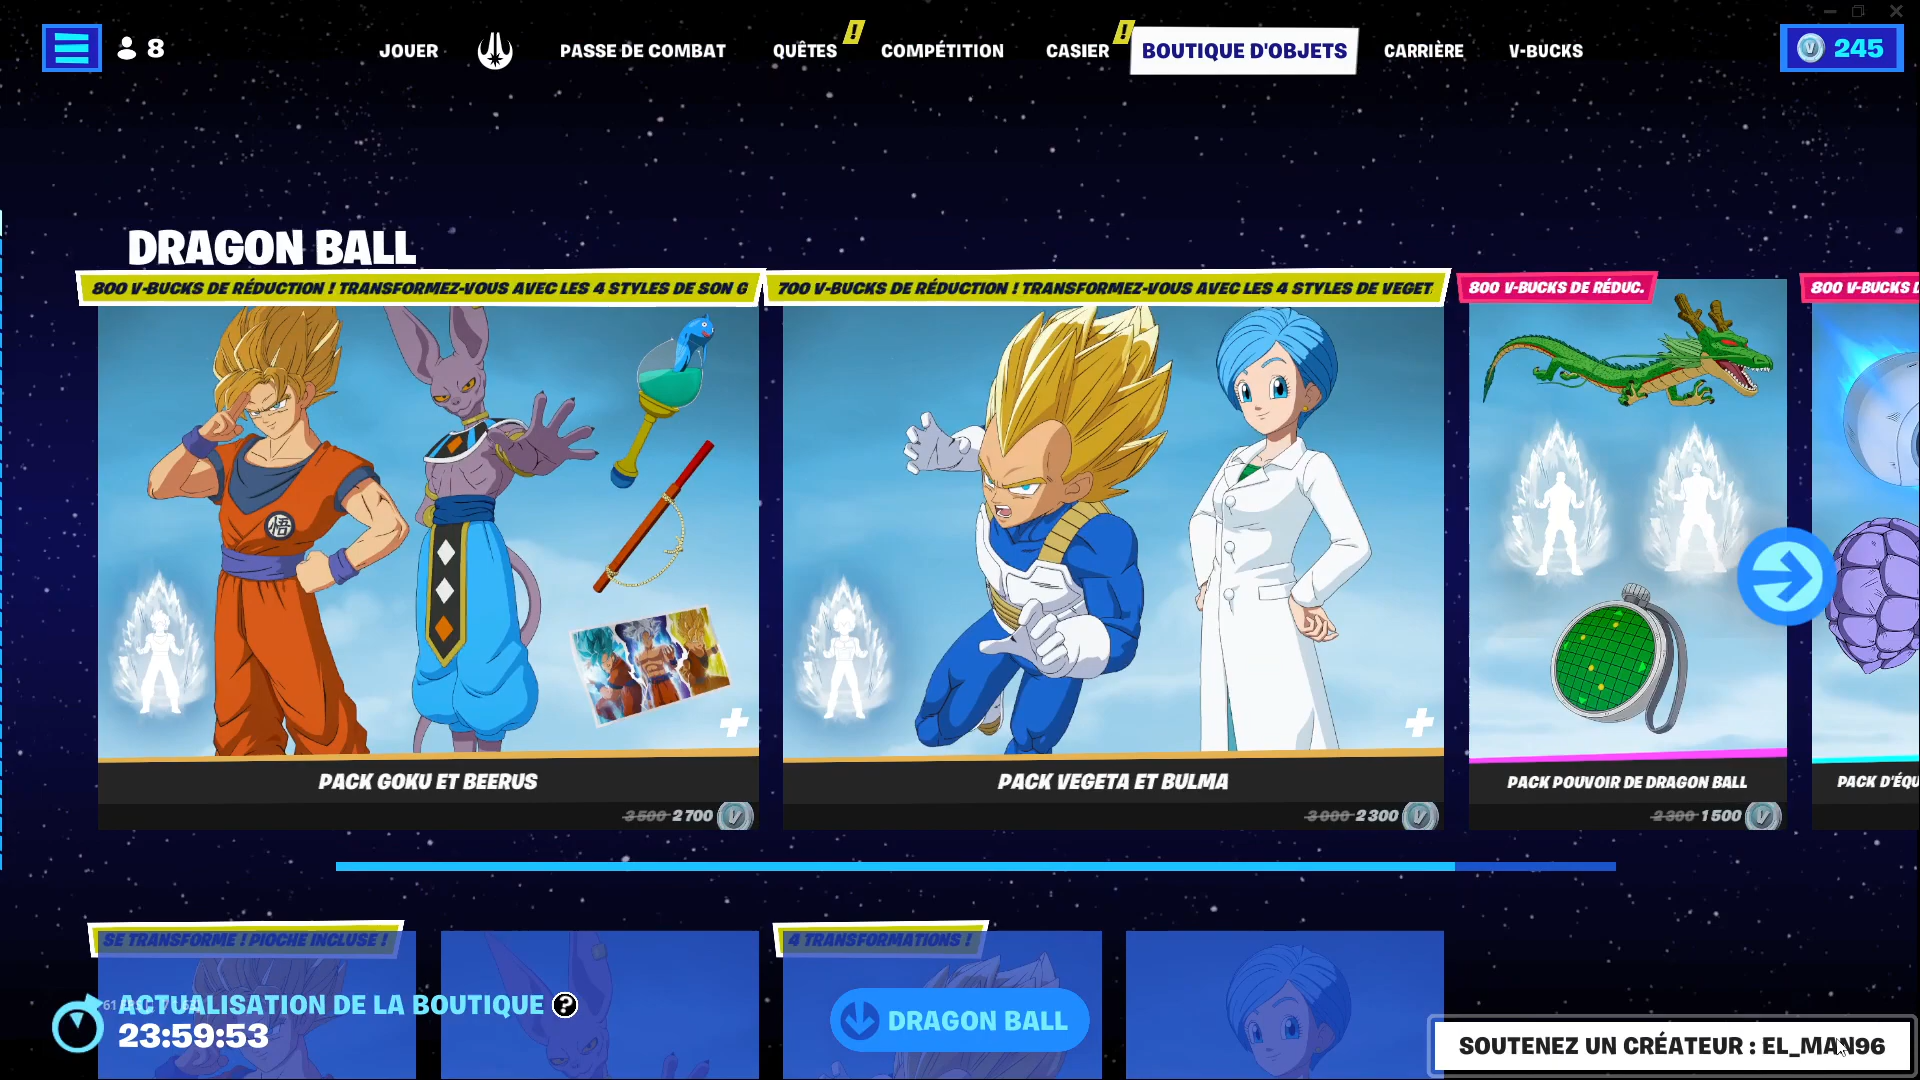 8
JOUER
PASSE DE COMBAT
QUÊTES
COMPÉTITION
CASIER
BOUTIQUE D'OBJETS
CARRIÈRE
V-BUCKS
245
DRAGON BALL
800 V-BUCKS DE RÉDUCTION ! TRANSFORMEZ-VOUS AVEC LES 4 STYLES DE SON G
700 V-BUCKS DE RÉDUCTION ! TRANSFORMEZ-VOUS AVEC LES 4 STYLES DE VEGET
800 V-BUCKS DE RÉDUC.
800 V-BUCKS D
悟
PACK GOKU ET BEERUS
3 500 2 700
PACK VEGETA ET BULMA
3 000 2 300
PACK POUVOIR DE DRAGON BALL
2 300 1 500
PACK D'ÉQU
SE TRANSFORME ! PIOCHE INCLUSE !
4 TRANSFORMATIONS !
ACTUALISATION DE LA BOUTIQUE ?
23:59:53
DRAGON BALL
SOUTENEZ UN CRÉATEUR : EL_MAN96